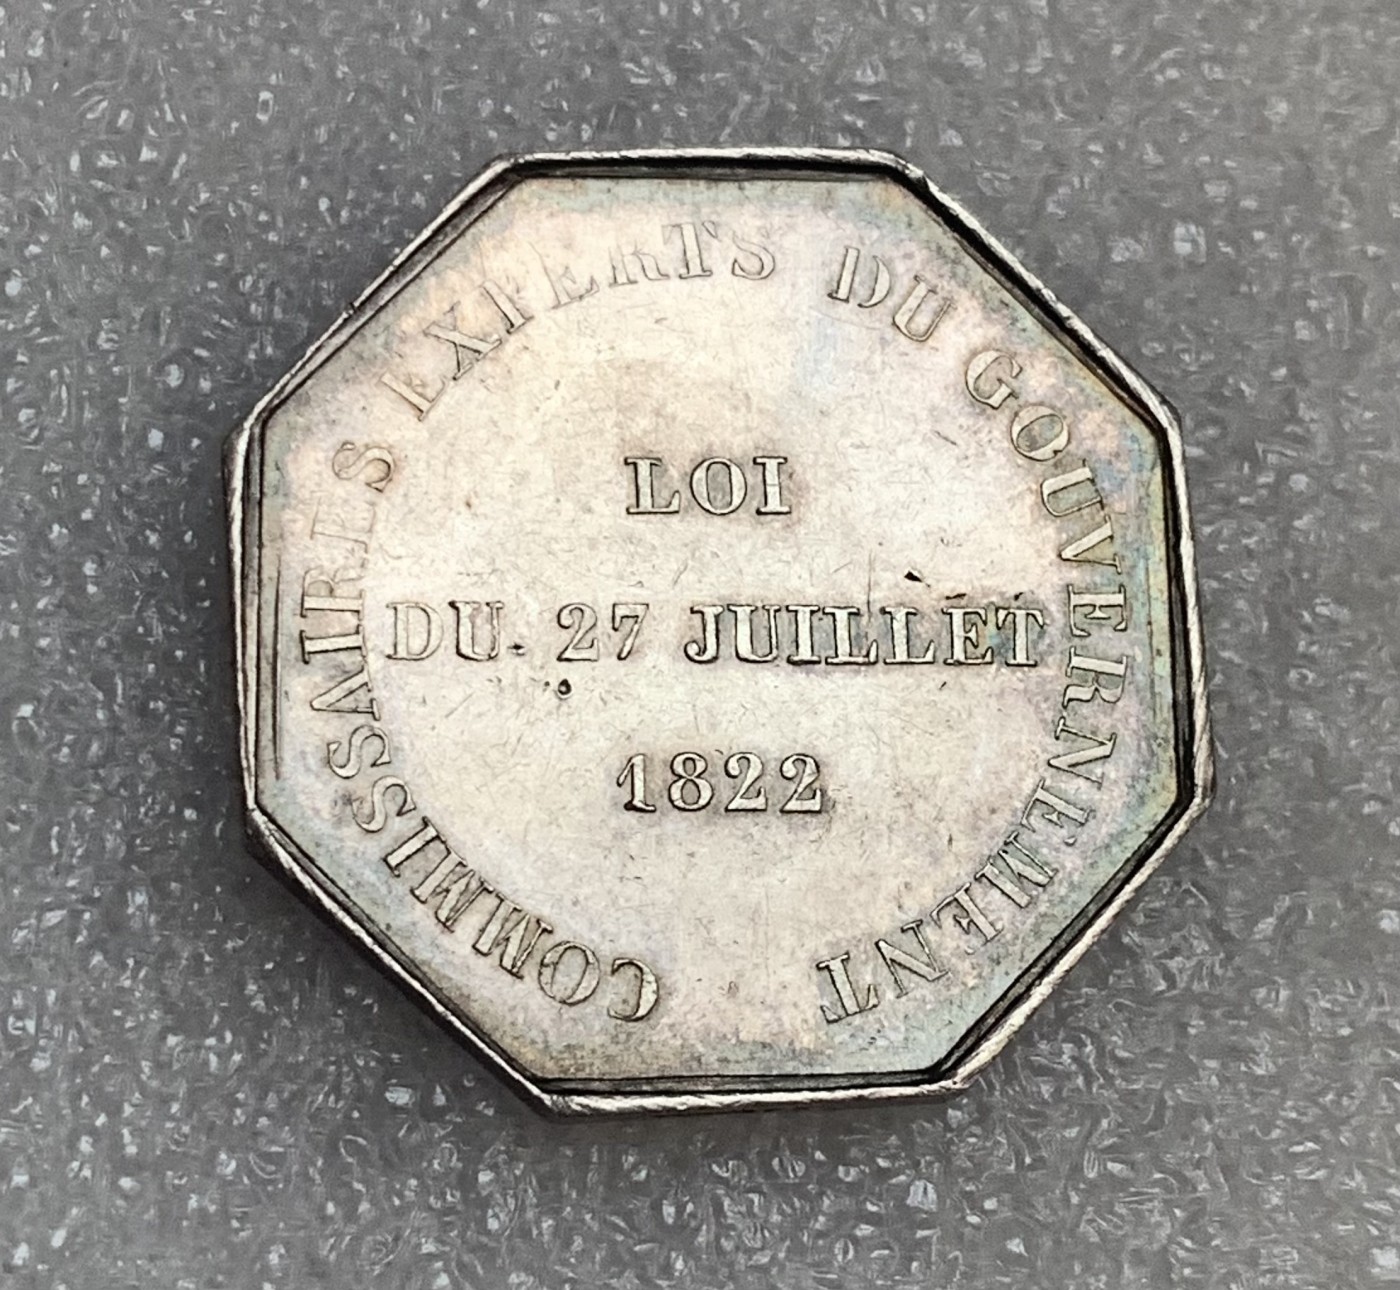 COMMISSAIRES EXPERTS DU GOUVERNEMENT
LOI
DU 27 JUILLET
1822